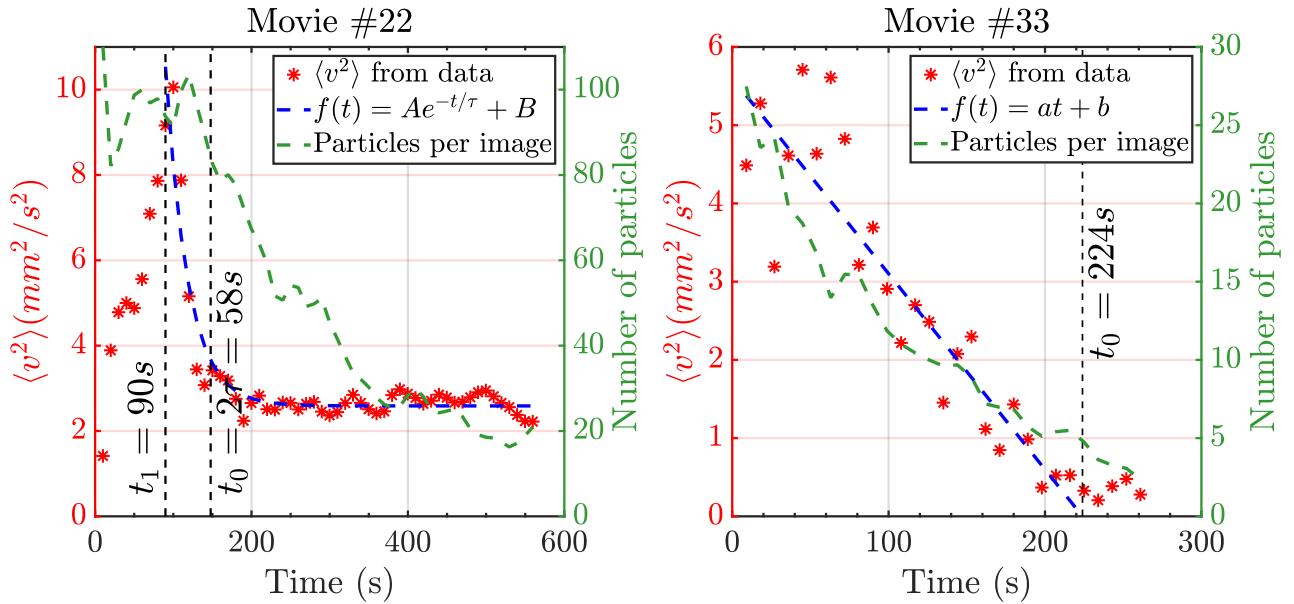 Movie #22
⟨v²⟩ from data
f(t) = Ae^{-t/τ} + B
Particles per image
⟨v²⟩(mm²/s²)
0
2
4
6
8
10
t₁ = 90s
t₀ = 2τ = 58s
0
20
40
60
80
100
Number of particles
0
200
400
600
Time (s)
Movie #33
⟨v²⟩ from data
f(t) = at + b
Particles per image
⟨v²⟩(mm²/s²)
0
1
2
3
4
5
6
t₀ = 224s
0
5
10
15
20
25
30
Number of particles
0
100
200
300
Time (s)